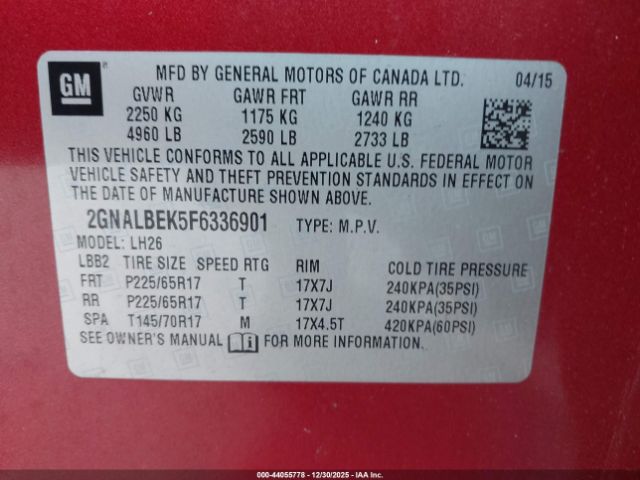 GM ®
MFD BY GENERAL MOTORS OF CANADA LTD. 04/15
GVWR GAWR FRT GAWR RR
2250 KG 1175 KG 1240 KG
4960 LB 2590 LB 2733 LB
THIS VEHICLE CONFORMS TO ALL APPLICABLE U.S. FEDERAL MOTOR
VEHICLE SAFETY AND THEFT PREVENTION STANDARDS IN EFFECT ON
THE DATE OF MANUFACTURE SHOWN ABOVE.
2GNALBEK5F6336901 TYPE: M.P.V.
MODEL: LH26
LBB2 TIRE SIZE SPEED RTG RIM COLD TIRE PRESSURE
FRT P225/65R17 T 17X7J 240KPA(35PSI)
RR P225/65R17 T 17X7J 240KPA(35PSI)
SPA T145/70R17 M 17X4.5T 420KPA(60PSI)
SEE OWNER'S MANUAL FOR MORE INFORMATION.
000-44055778 - 12/30/2025 - IAA Inc.